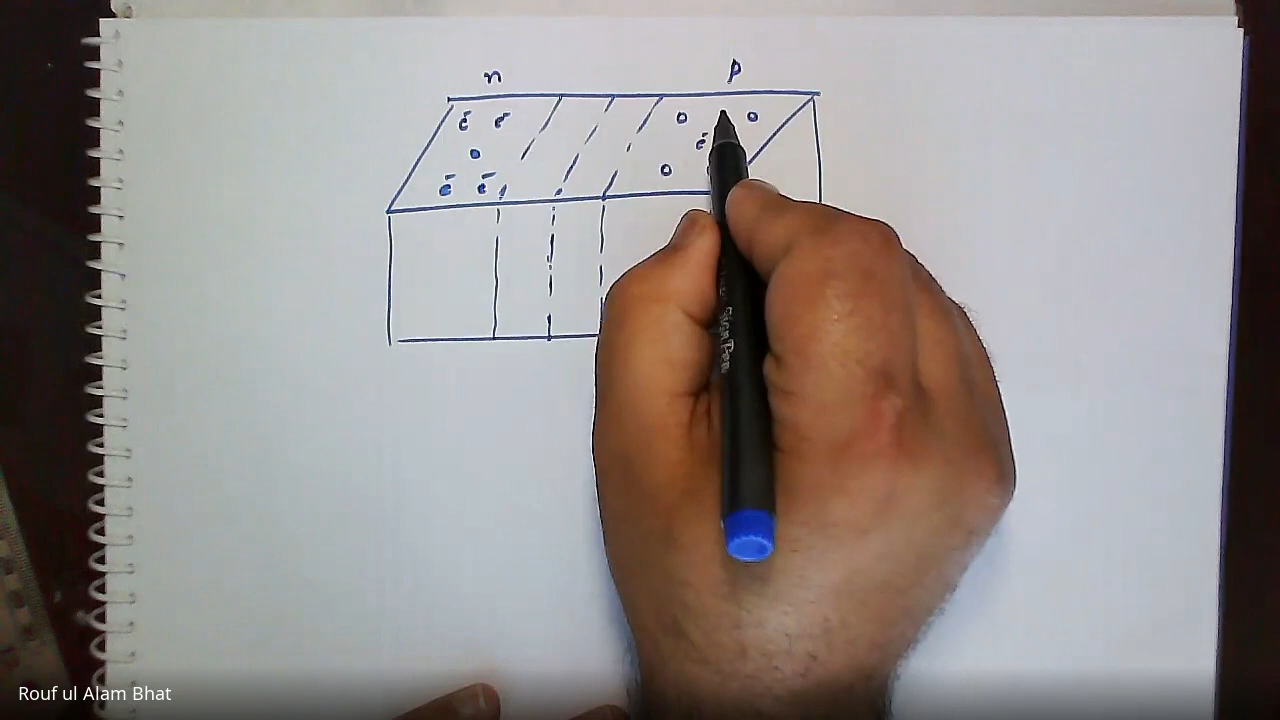 n p
e⁻ e⁻
e⁻
e⁻ e⁻
Rouf ul Alam Bhat